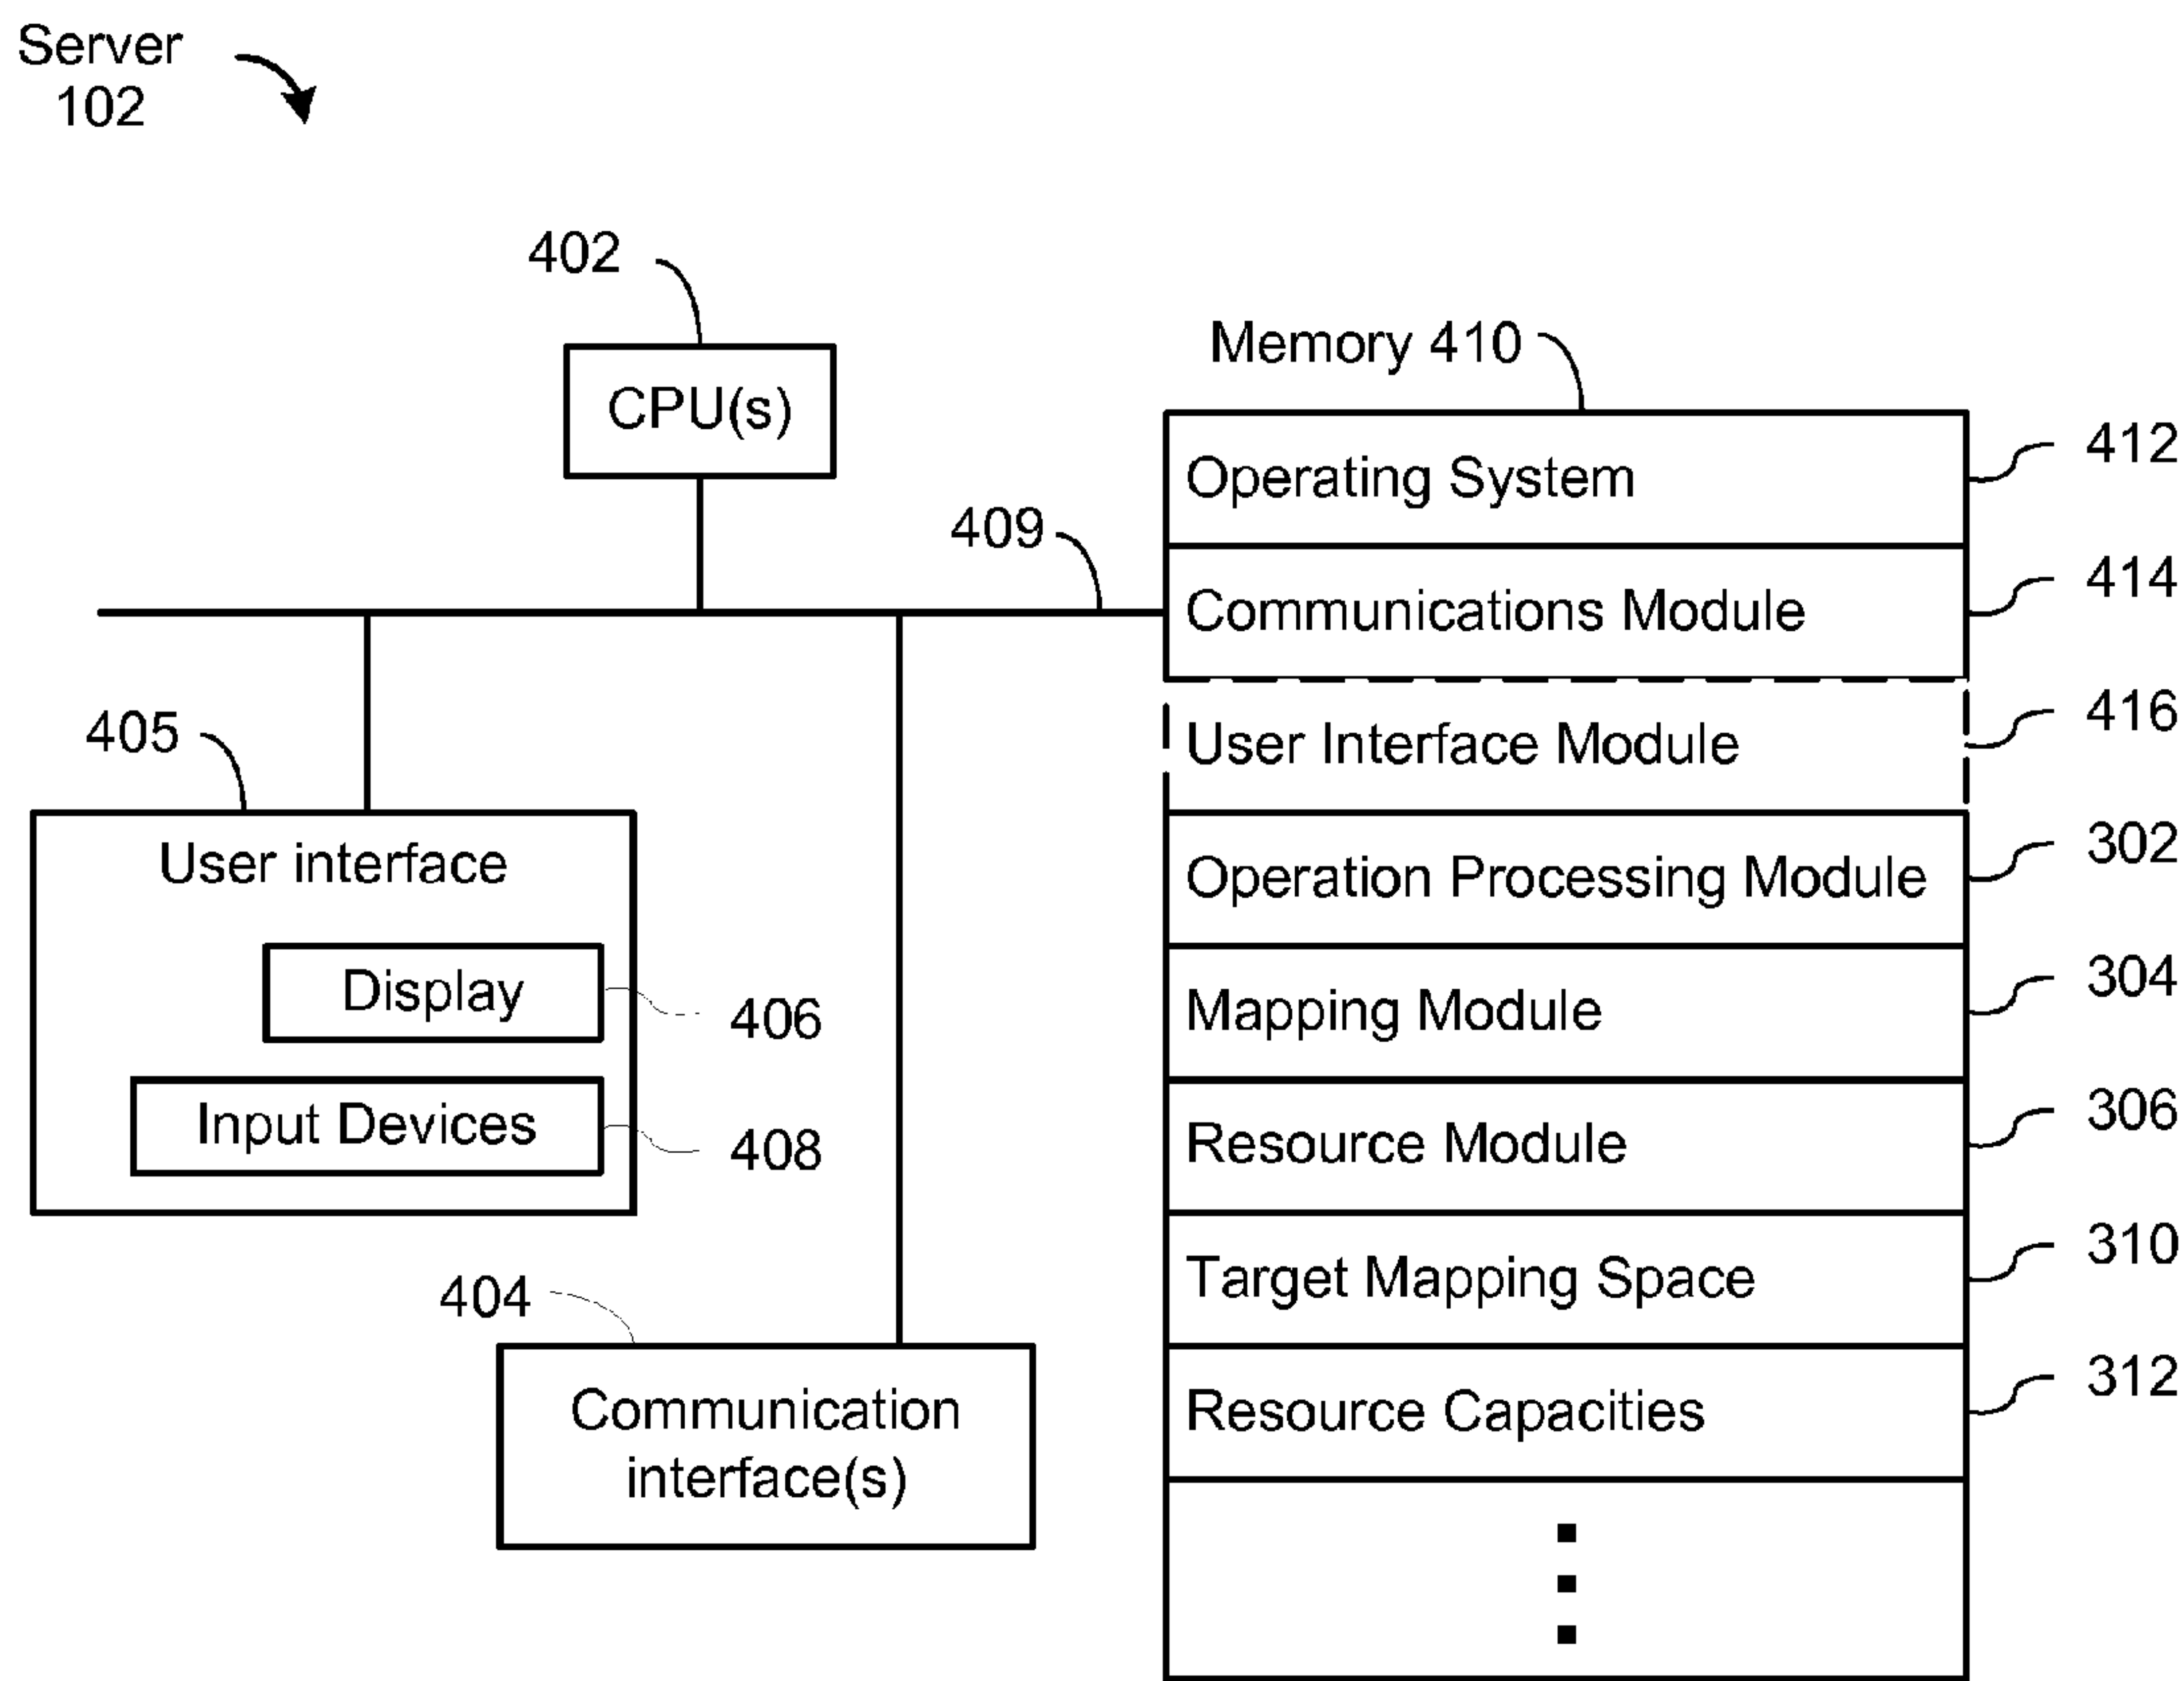 Server
102
402
CPU(s)
409
405
User interface
Display
406
Input Devices
408
404
Communication
interface(s)
Memory 410
Operating System
412
Communications Module
414
User Interface Module
416
Operation Processing Module
302
Mapping Module
304
Resource Module
306
Target Mapping Space
310
Resource Capacities
312